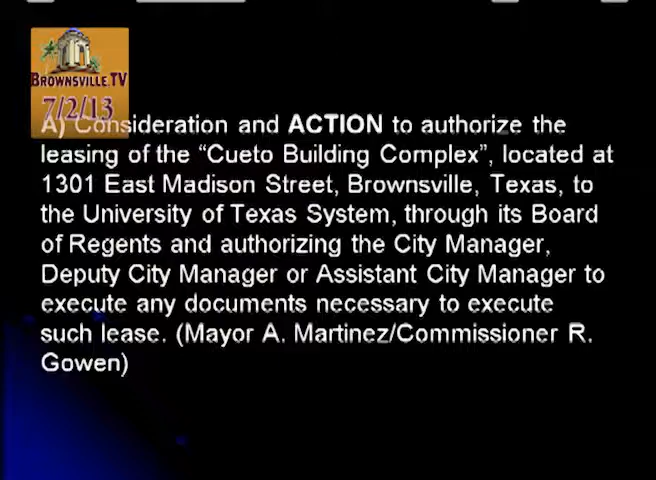 BROWNSVILLE.TV
7/2/13
A) Consideration and ACTION to authorize the
leasing of the “Cueto Building Complex”, located at
1301 East Madison Street, Brownsville, Texas, to
the University of Texas System, through its Board
of Regents and authorizing the City Manager,
Deputy City Manager or Assistant City Manager to
execute any documents necessary to execute
such lease. (Mayor A. Martinez/Commissioner R.
Gowen)